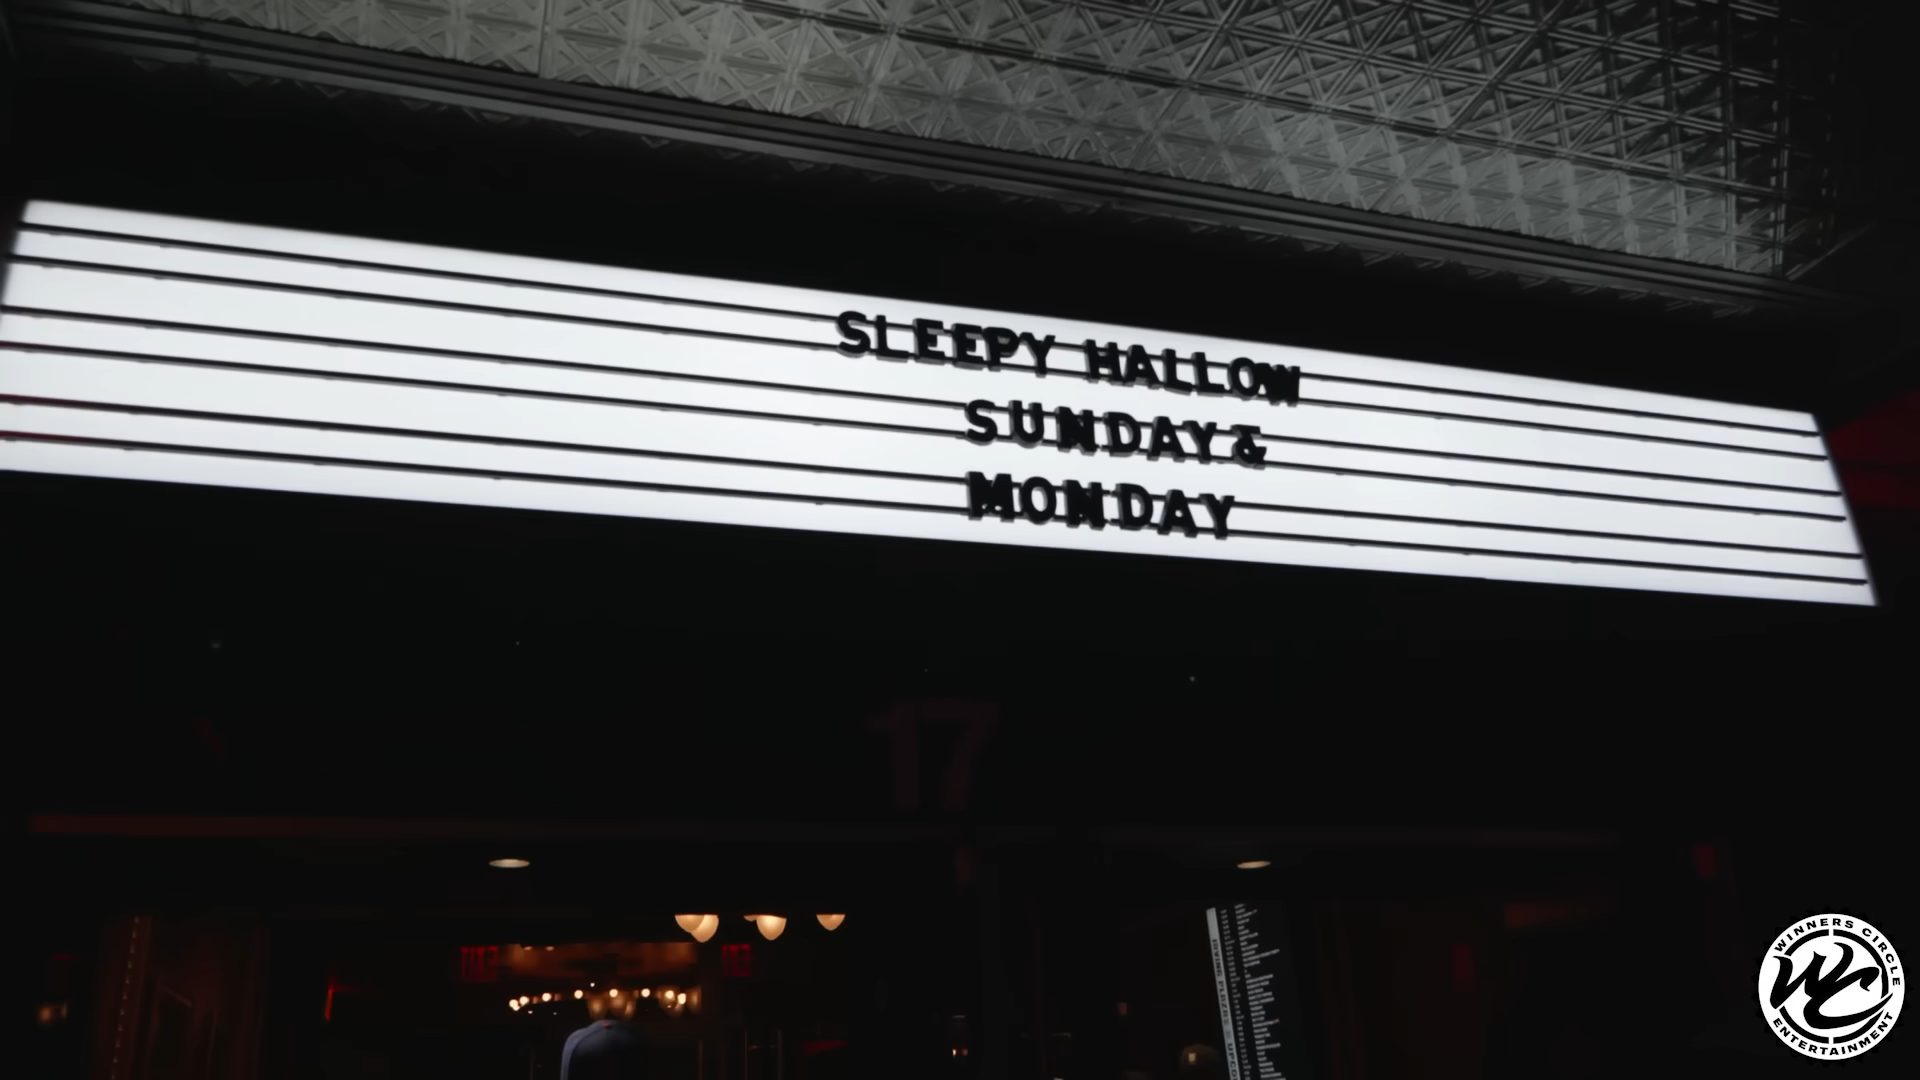 SLEEPY HALLOW
SUNDAY &
MONDAY
17
WINNERS CIRCLE
WC
ENTERTAINMENT